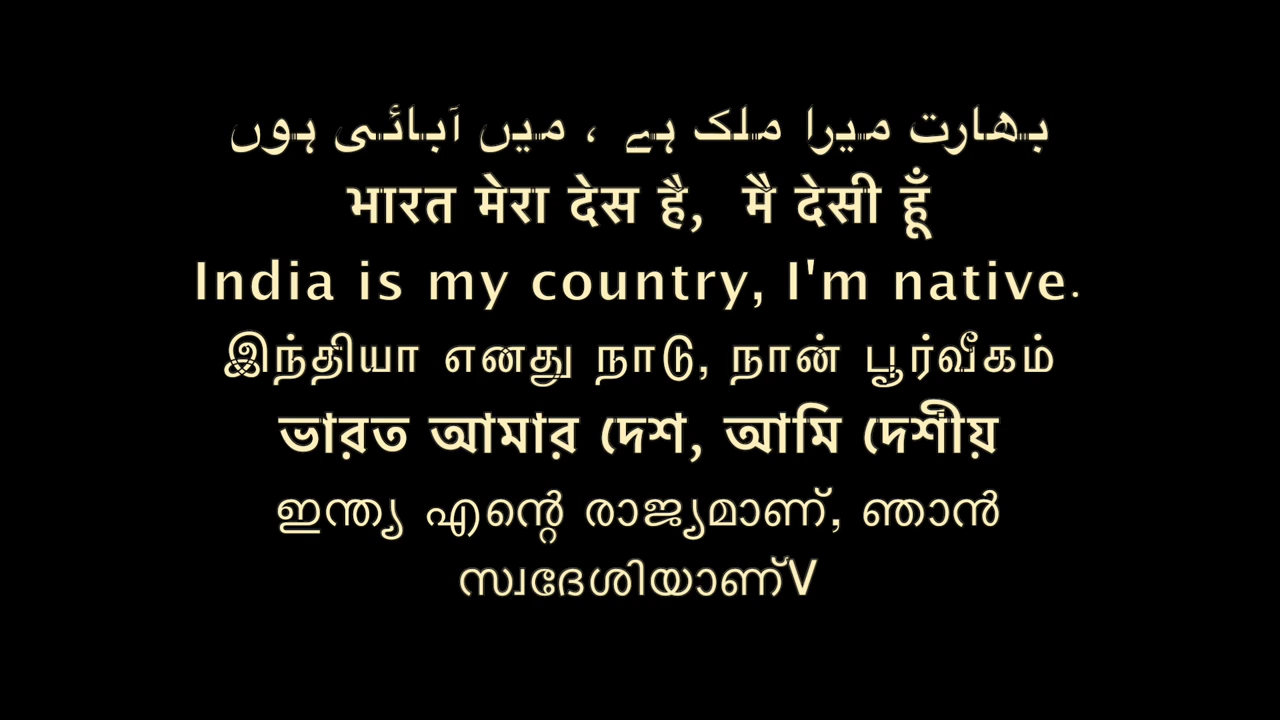 بھارت میرا ملک ہے ، میں آبائی ہوں
भारत मेरा देस है, मै देसी हूँ
India is my country, I'm native.
இந்தியா எனது நாடு, நான் பூர்வீகம்
ভারত আমার দেশ, আমি দেশীয়
ഇന്ത്യ എന്റെ രാജ്യമാണ്, ഞാൻ
സ്വദേശിയാണ്V